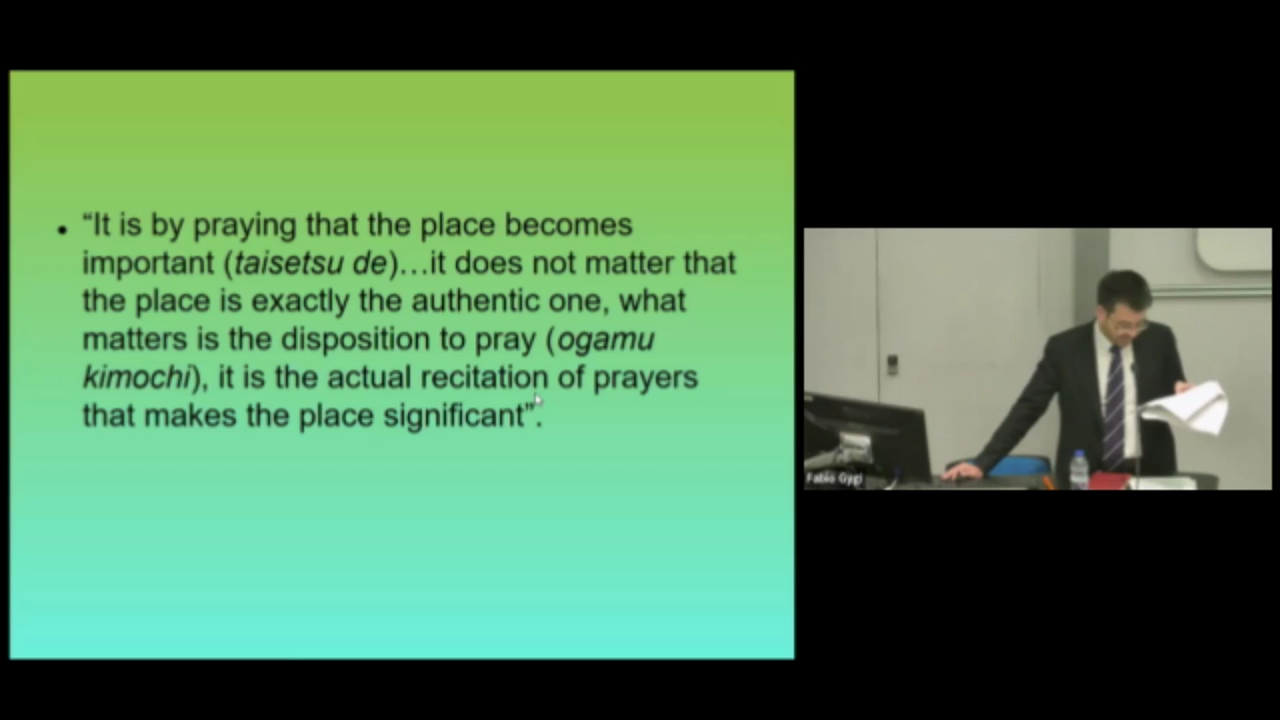 • “It is by praying that the place becomes
important (taisetsu de)…it does not matter that
the place is exactly the authentic one, what
matters is the disposition to pray (ogamu
kimochi), it is the actual recitation of prayers
that makes the place significant”.
Fabio Gygi